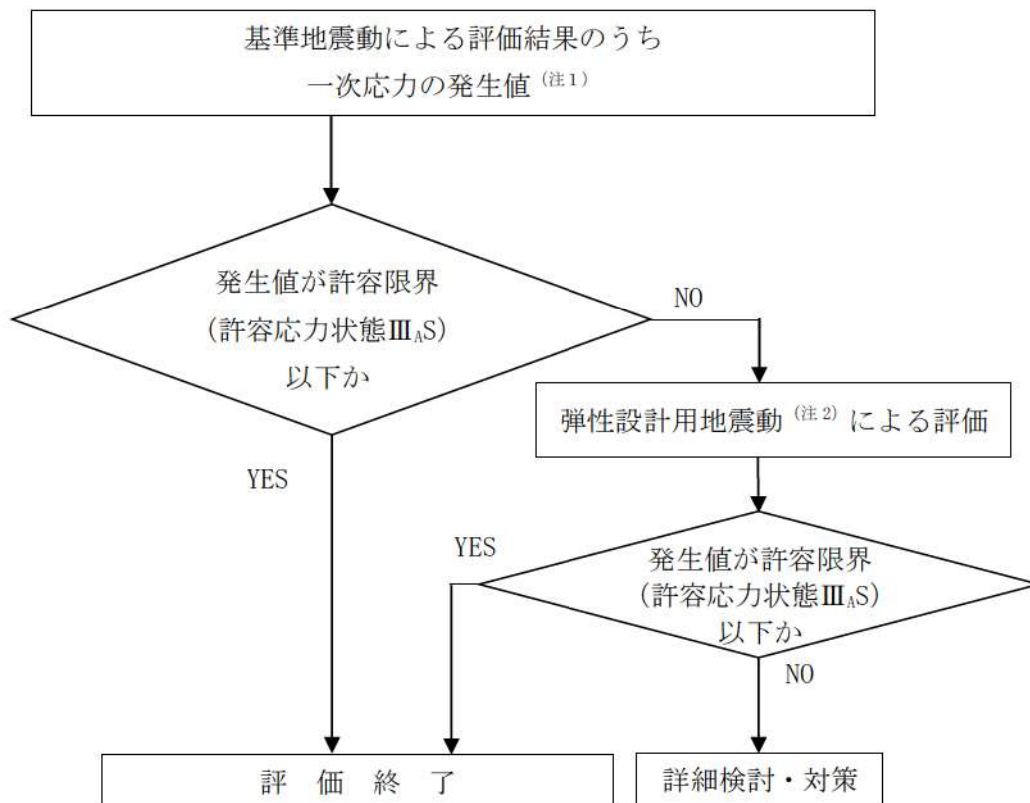 基準地震動による評価結果のうち
一次応力の発生値(注1)
発生値が許容限界
(許容応力状態ⅢAS)
以下か
NO
YES
弾性設計用地震動(注2)による評価
発生値が許容限界
(許容応力状態ⅢAS)
以下か
YES
NO
評 価 終 了
詳細検討・対策